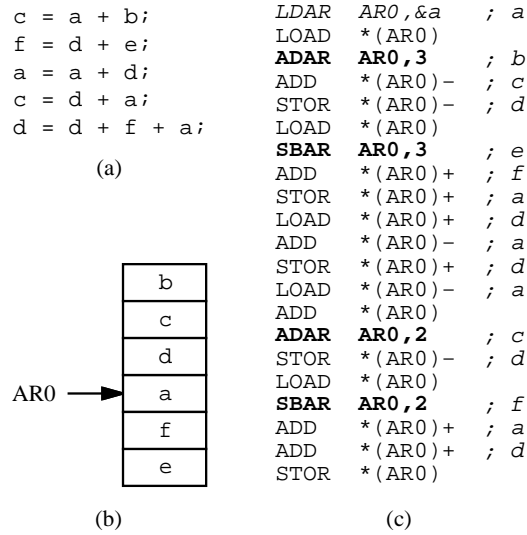 c = a + b;
f = d + e;
a = a + d;
c = d + a;
d = d + f + a;
(a)
b
c
d
AR0
a
f
e
(b)
LDAR AR0,&a ; a
LOAD *(AR0)
ADAR AR0,3 ; b
ADD *(AR0)- ; c
STOR *(AR0)- ; d
LOAD *(AR0)
SBAR AR0,3 ; e
ADD *(AR0)+ ; f
STOR *(AR0)+ ; a
LOAD *(AR0)+ ; d
ADD *(AR0)- ; a
STOR *(AR0)+ ; d
LOAD *(AR0)- ; a
ADD *(AR0)
ADAR AR0,2 ; c
STOR *(AR0)- ; d
LOAD *(AR0)
SBAR AR0,2 ; f
ADD *(AR0)+ ; a
ADD *(AR0)+ ; d
STOR *(AR0)
(c)